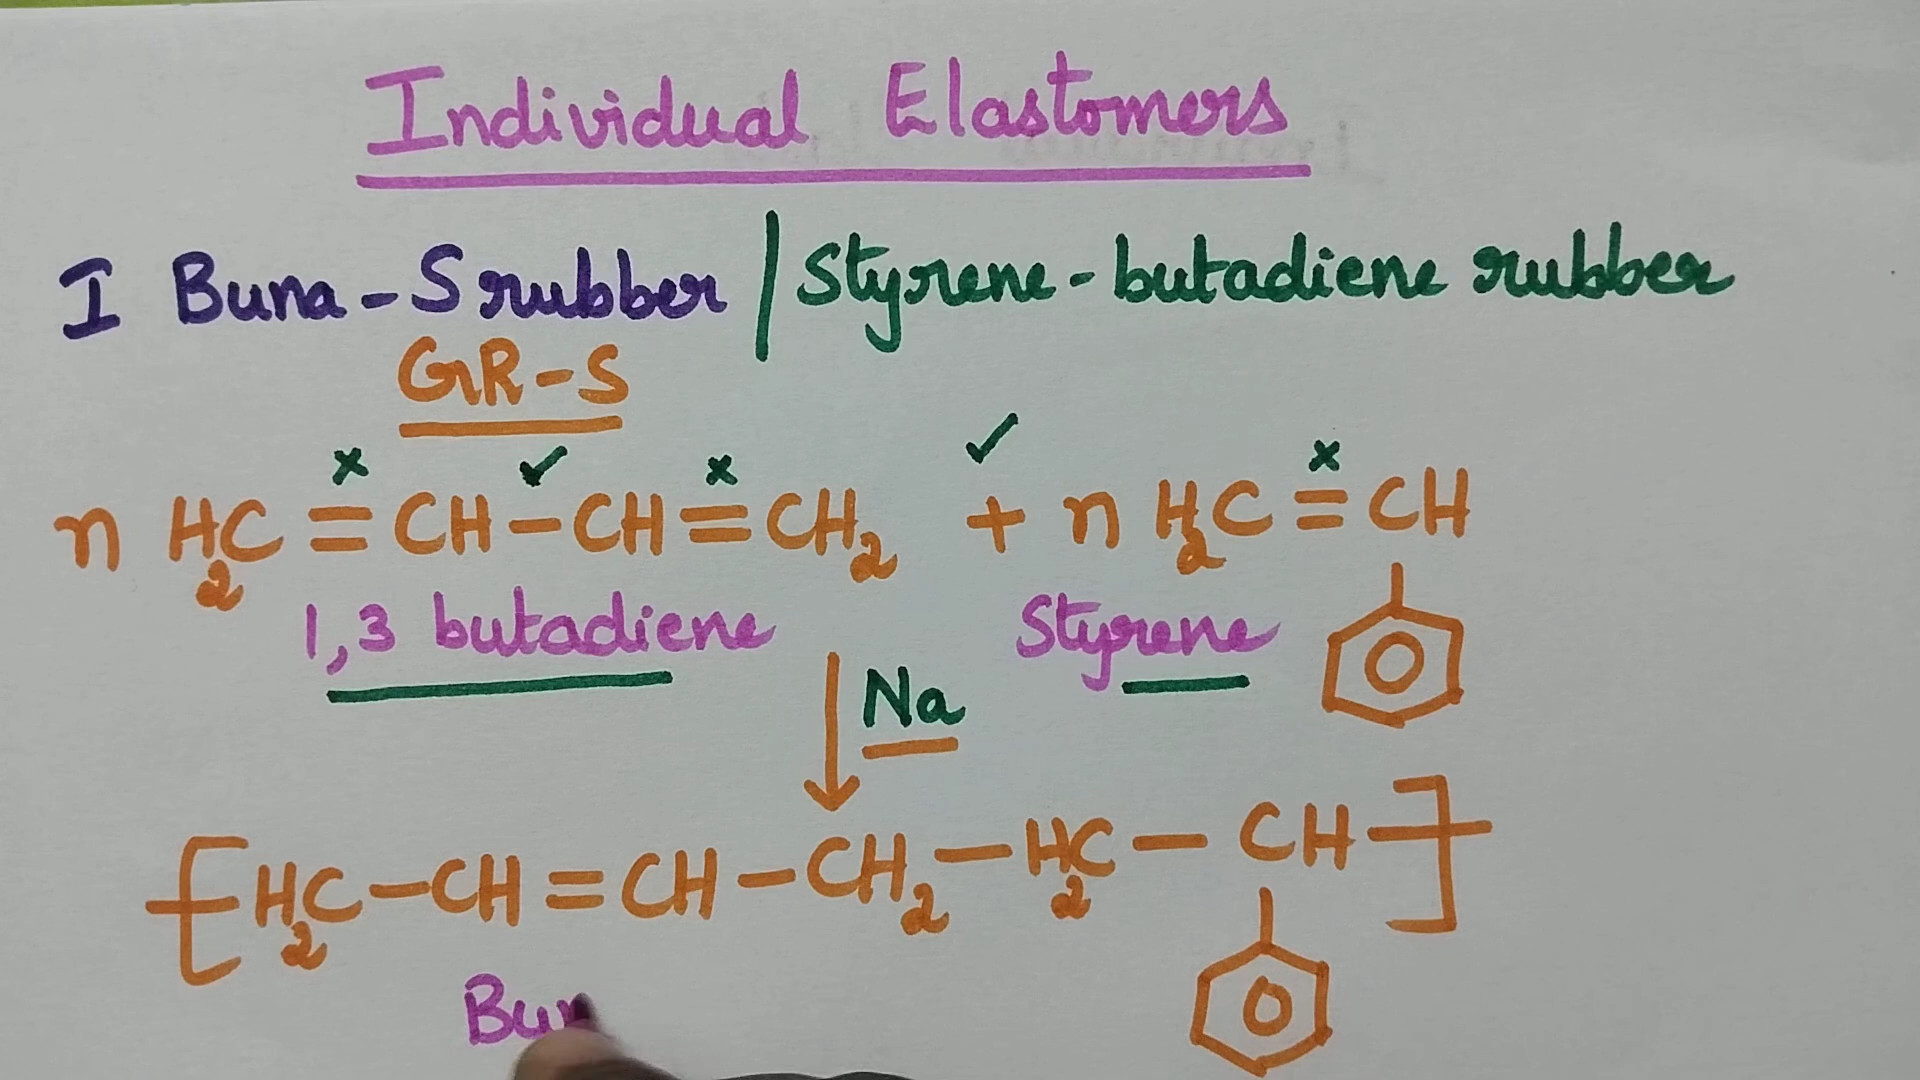 Individual Elastomers
I Buna-S rubber / Styrene-butadiene rubber
GR-S
x ✓ x ✓ x
n H₂C = CH - CH = CH₂ + n H₂C = CH
1,3 butadiene Styrene
Na
[H₂C - CH = CH - CH₂ - H₂C - CH]